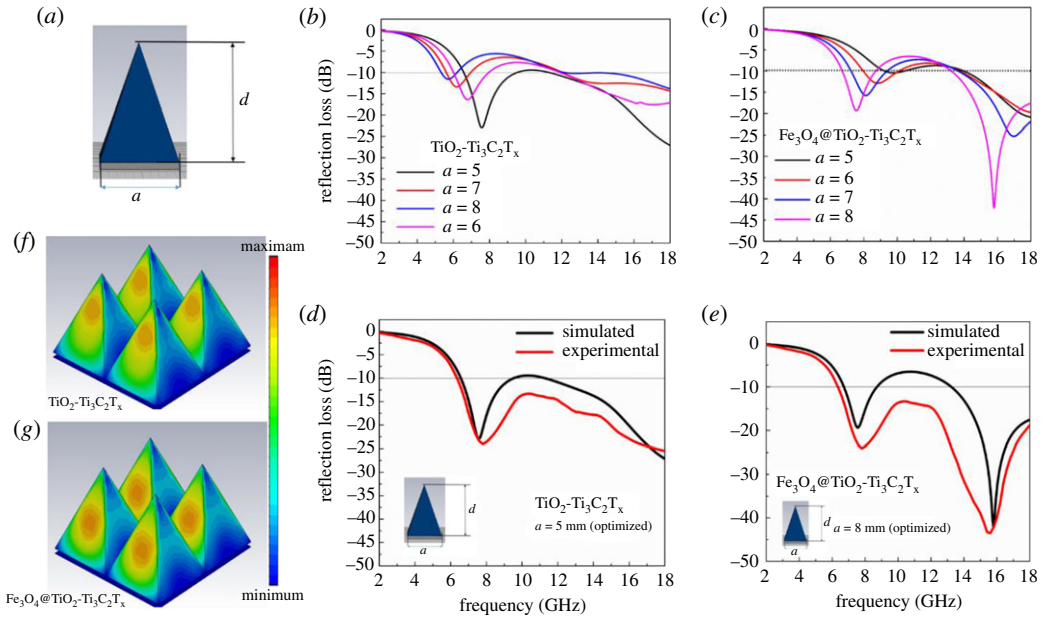 (a)
d
a
(b)
0
–5
–10
–15
–20
–25
–30
–35
–40
–45
–50
reflection loss (dB)
TiO2-Ti3C2Tx
a = 5
a = 7
a = 8
a = 6
2 4 6 8 10 12 14 16 18
(c)
0
–5
–10
–15
–20
–25
–30
–35
–40
–45
–50
Fe3O4@TiO2-Ti3C2Tx
a = 5
a = 6
a = 7
a = 8
2 4 6 8 10 12 14 16 18
(f)
maximam
TiO2-Ti3C2Tx
(g)
Fe3O4@TiO2-Ti3C2Tx
minimum
(d)
0
–5
–10
–15
–20
–25
–30
–35
–40
–45
–50
reflection loss (dB)
simulated
experimental
d
a
TiO2-Ti3C2Tx
a = 5 mm (optimized)
2 4 6 8 10 12 14 16 18
frequency (GHz)
(e)
0
–10
–20
–30
–40
–50
simulated
experimental
Fe3O4@TiO2-Ti3C2Tx
d
a = 8 mm (optimized)
a
2 4 6 8 10 12 14 16 18
frequency (GHz)